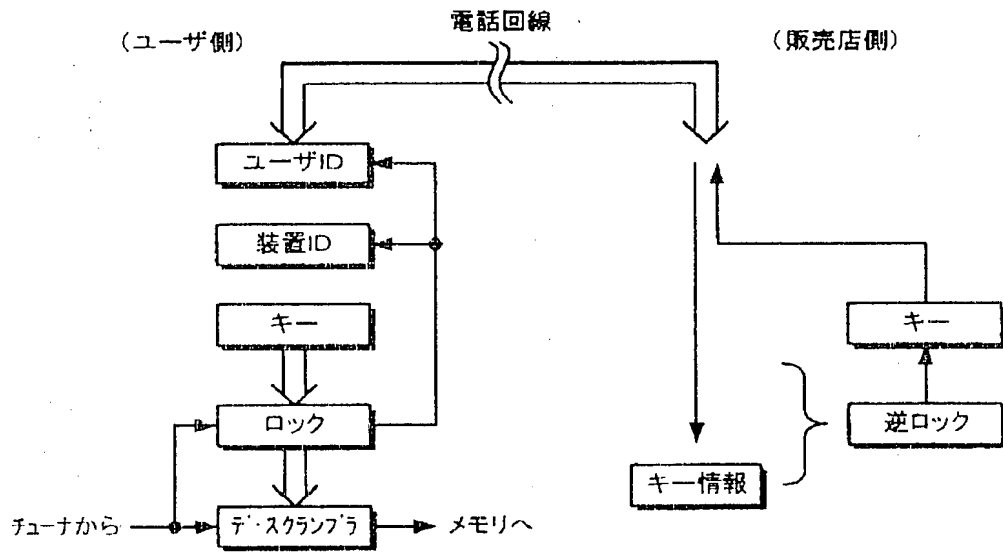 電話回線
(ユーザ側)
(販売店側)
ユーザID
装置ID
キー
キー
ロック
逆ロック
キー情報
チューナから
デ・スクランブラ
メモリへ